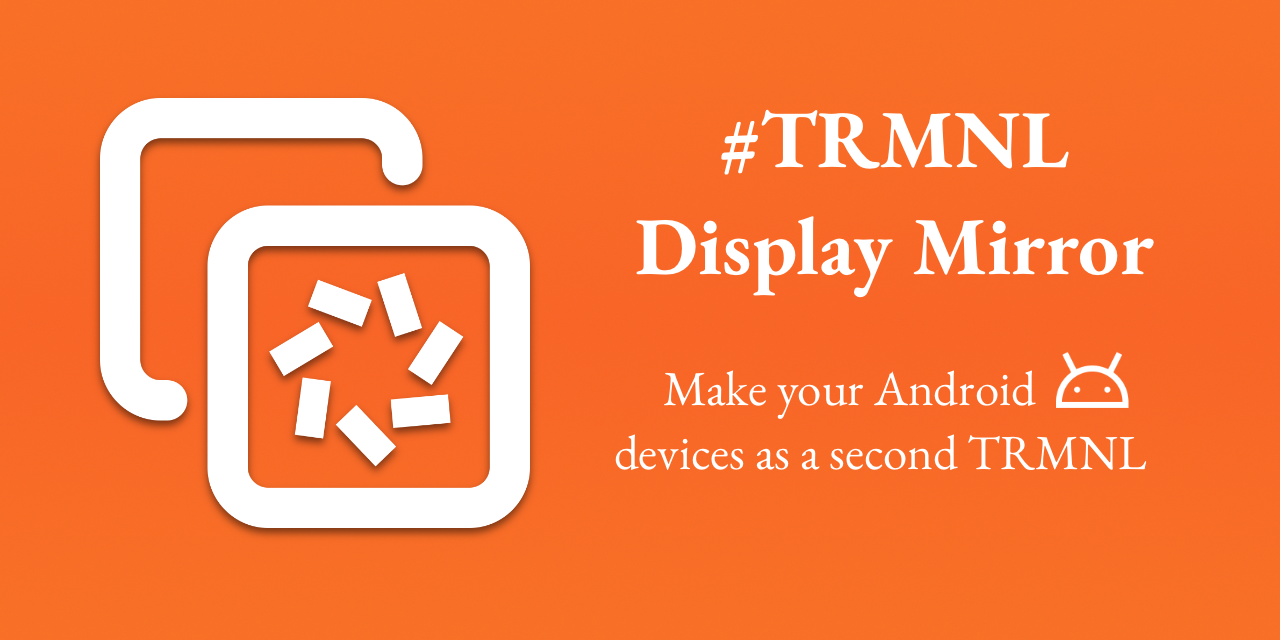 #TRMNL
Display Mirror
Make your Android
devices as a second TRMNL